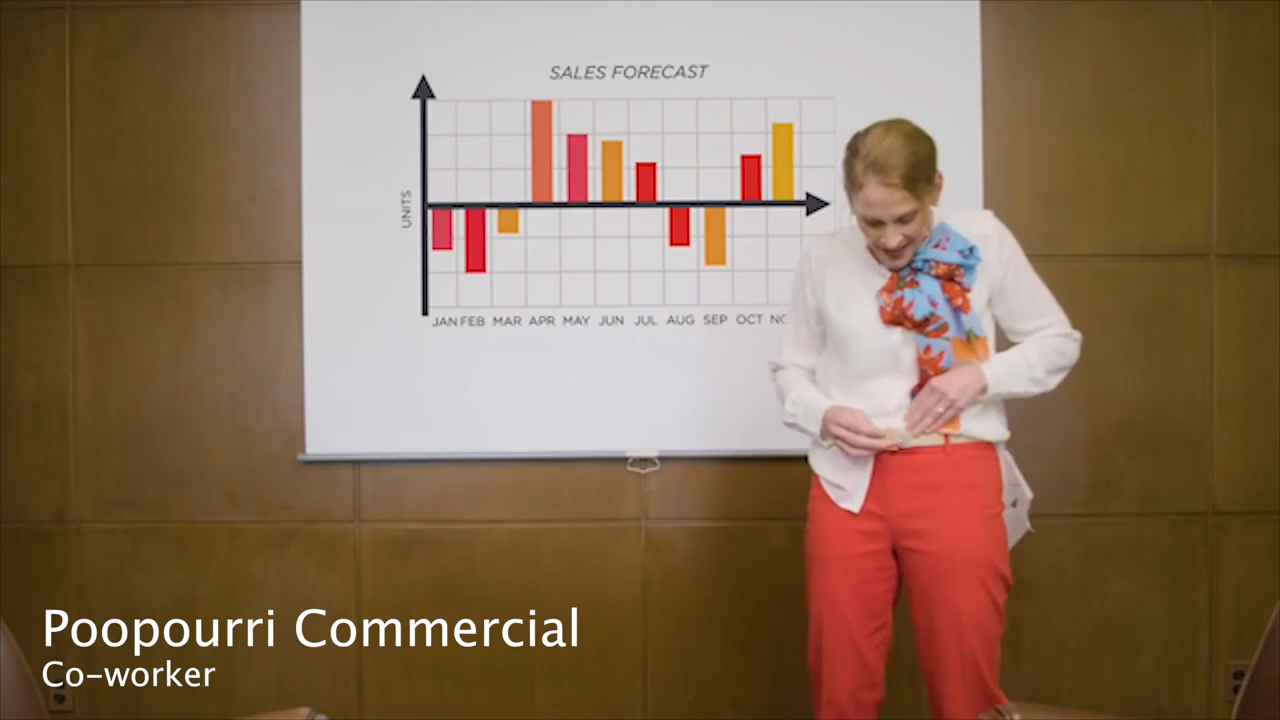 SALES FORECAST
UNITS
JAN FEB MAR APR MAY JUN JUL AUG SEP OCT
Poopourri Commercial
Co-worker